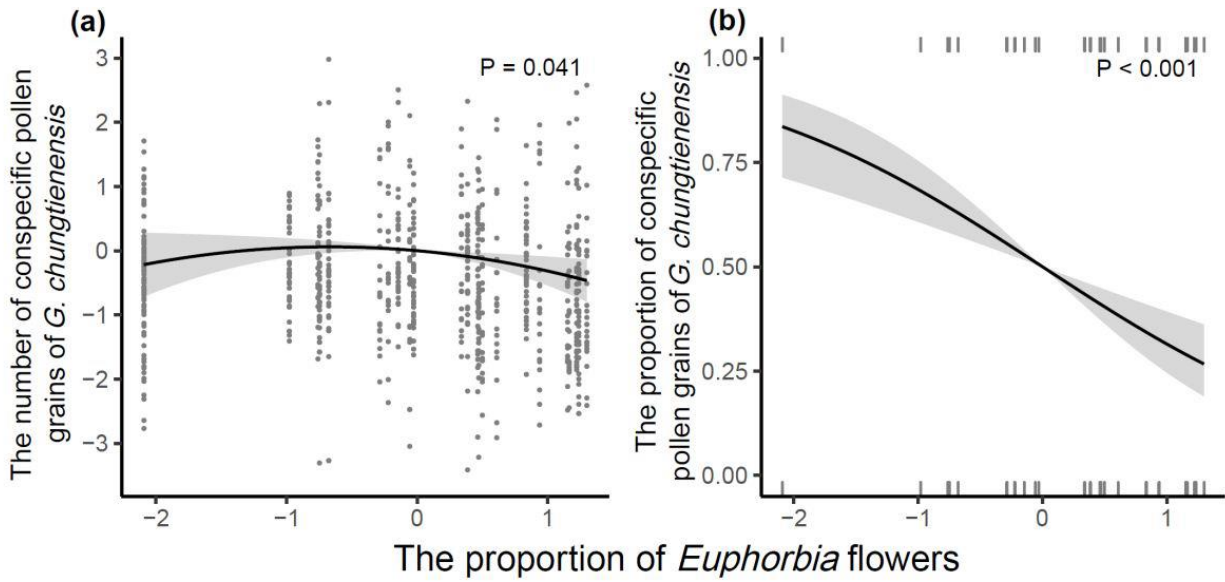 (a)
P = 0.041
The number of conspecific pollen
grains of G. chungtienensis
3
2
1
0
−1
−2
−3
−2
−1
0
1
(b)
P < 0.001
The proportion of conspecific
pollen grains of G. chungtienensis
1.00
0.75
0.50
0.25
0.00
−2
−1
0
1
The proportion of Euphorbia flowers